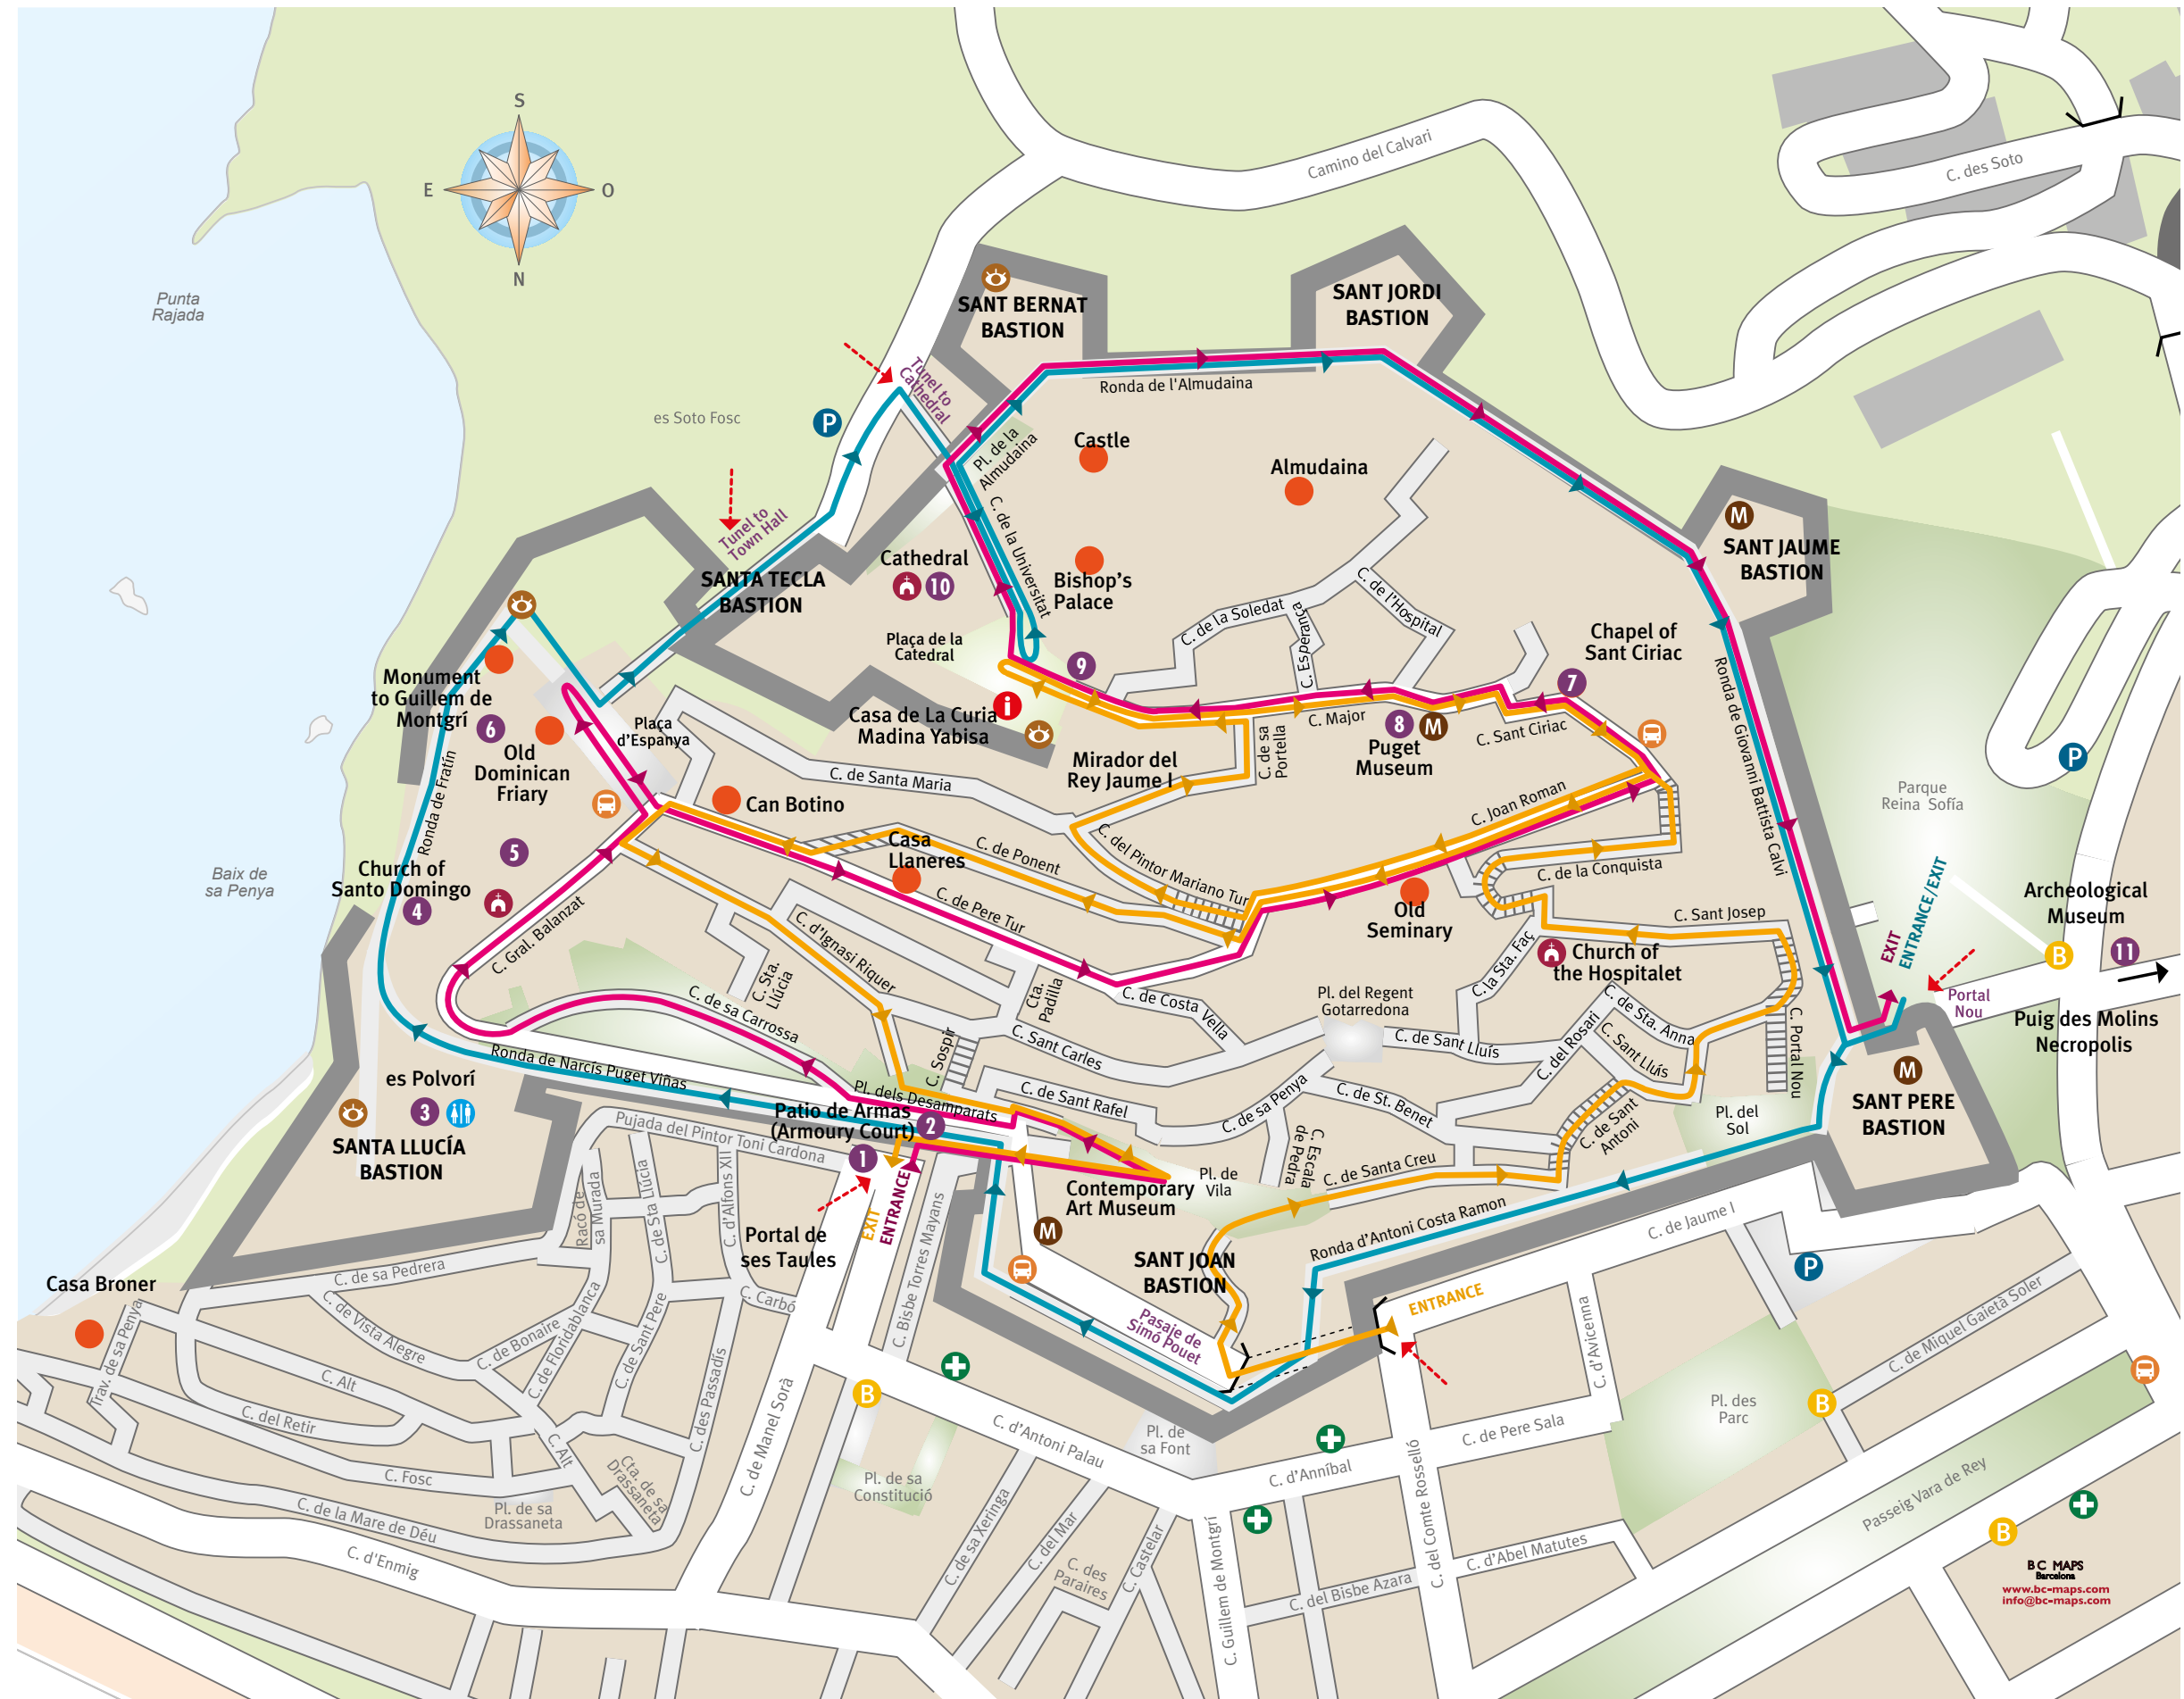 S
E
O
N
Punta
Rajada
Baix de
sa Penya
es Soto Fosc
Camino del Calvari
C. des Soto
SANT BERNAT
BASTION
SANT JORDI
BASTION
Tunel to
Cathedral
P
Ronda de l'Almudaina
Pl. de la
Almudaina
Castle
Almudaina
Tunel to
Town Hall
SANTA TECLA
BASTION
Cathedral
10
C. de la Universitat
Bishop's
Palace
M
SANT JAUME
BASTION
Plaça de la
Catedral
9
C. de la Soledat
C. Esperança
C. de l'Hospital
Chapel of
Sant Ciriac
7
Monument
to Guillem de
Montgrí
6
Old
Dominican
Friary
Plaça
d'Espanya
Casa de La Curia
Madina Yabisa
i
Mirador del
Rey Jaume I
C. de sa
Portella
C. Major
8
M
Puget
Museum
C. Sant Ciriac
Ronda de Giovanni Battista Calvi
Parque
Reina Sofía
P
C. de Santa Maria
Can Botino
Casa
Llaneres
C. de Ponent
C. del Pintor Mariano Tur
C. Joan Roman
C. de la Conquista
Old
Seminary
C. Sant Josep
C. la Sta. Faç
Church of
the Hospitalet
Ronda de Fratín
5
Church of
Santo Domingo
4
C. Gral. Balanzat
C. de Pere Tur
C. d'Ignasi Riquer
C. Sta.
Llúcia
C. de sa Carrossa
Cta.
Padilla
C. de Costa Vella
C. Sant Carles
C. Sospir
Pl. del Regent
Gotarredona
C. de Sant Lluís
C. del Rosari
C. de Sta. Anna
C. Sant Lluís
C. Portal Nou
EXIT
ENTRANCE/EXIT
Archeological
Museum
B
11
Portal
Nou
Puig des Molins
Necropolis
M
SANT PERE
BASTION
Ronda de Narcís Puget Viñas
es Polvorí
3
SANTA LLUCÍA
BASTION
Pl. dels Desamparats
Patio de Armas
(Armoury Court)
2
1
C. de Sant Rafel
C. de sa Penya
C. de St. Benet
C. de Sant
Antoni
Pl. del
Sol
C. Escala
de Pedra
C. de Santa Creu
Pl. de
Vila
Contemporary
Art Museum
M
SANT JOAN
BASTION
Ronda d'Antoni Costa Ramon
Pasaje de
Simó Pouet
ENTRANCE
C. de Jaume I
P
Pujada del Pintor Toni Cardona
Portal de
ses Taules
EXIT
ENTRANCE
C. Bisbe Torres Mayans
Racó de
sa Murada
C. de Sta Llúcia
C. d'Alfons XII
C. de sa Pedrera
Casa Broner
Trav. de sa Penya
C. de Vista Alegre
C. de Bonaire
C. de Floridablanca
C. de Sant Pere
C. Carbó
C. des Passadís
C. Alt
C. del Retir
C. Fosc
C. Alt
Cta. de sa
Drassaneta
Pl. de sa
Drassaneta
C. de la Mare de Déu
C. d'Enmig
C. de Manel Sorà
B
C. d'Antoni Palau
Pl. de sa
Constitució
Pl. de
sa Font
C. d'Anníbal
C. de Pere Sala
C. d'Avicenna
C. de Miquel Gaietà Soler
Pl. des
Parc
B
Passeig Vara de Rey
C. del Comte Rosselló
C. d'Abel Matutes
C. del Bisbe Azara
C. Guillem de Montgrí
C. de sa Xeringa
C. del Mar
C. des
Paraires
C. Castelar
B
BC MAPS
Barcelona
www.bc-maps.com
info@bc-maps.com